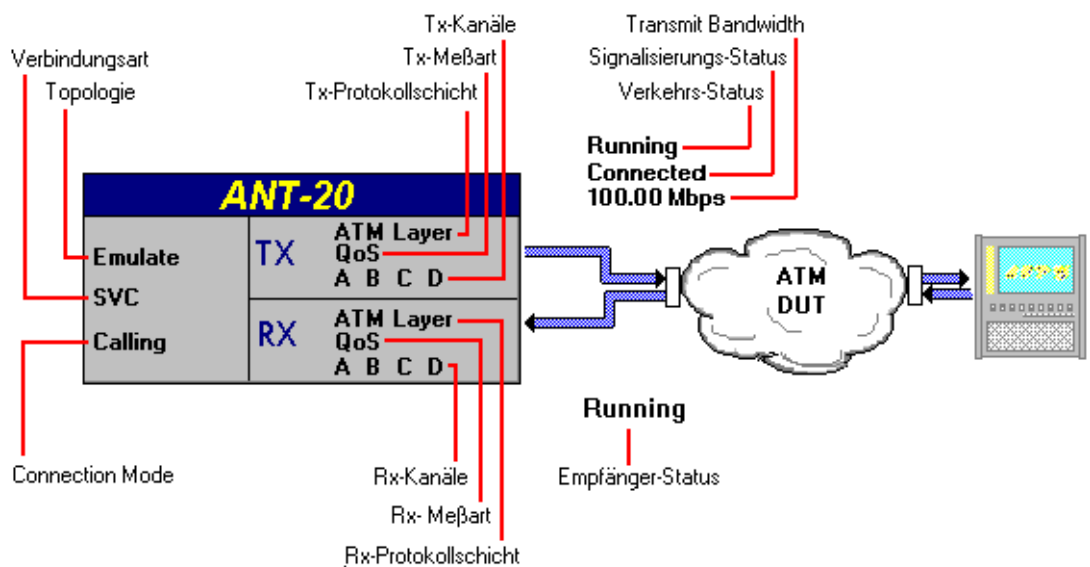 Tx-Kanäle
Transmit Bandwidth
Verbindungsart
Tx-Meßart
Signalisierungs-Status
Topologie
Tx-Protokollschicht
Verkehrs-Status
Running
Connected
100.00 Mbps
ANT-20
Emulate
SVC
Calling
TX
ATM Layer
QoS
A B C D
RX
ATM Layer
QoS
A B C D
ATM
DUT
Running
Connection Mode
Rx-Kanäle
Empfänger-Status
Rx- Meßart
Rx-Protokollschicht